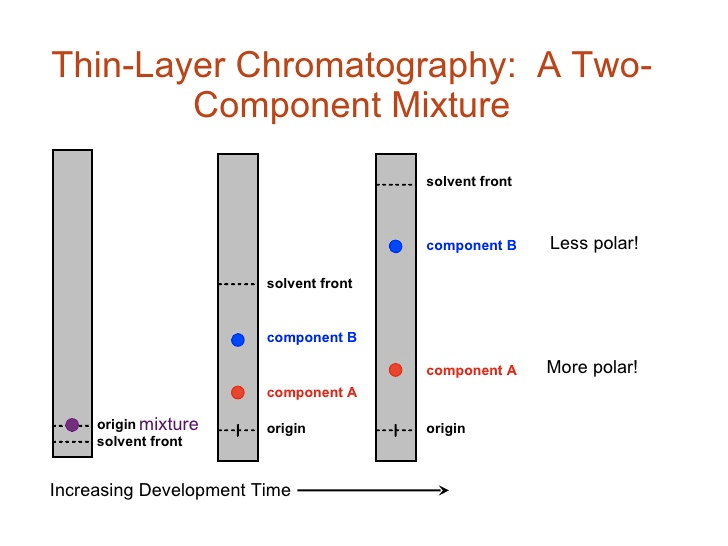 Thin-Layer Chromatography:  A Two-
Component Mixture
origin mixture
solvent front
solvent front
component B
component A
origin
solvent front
component B
Less polar!
component A
More polar!
origin
Increasing Development Time